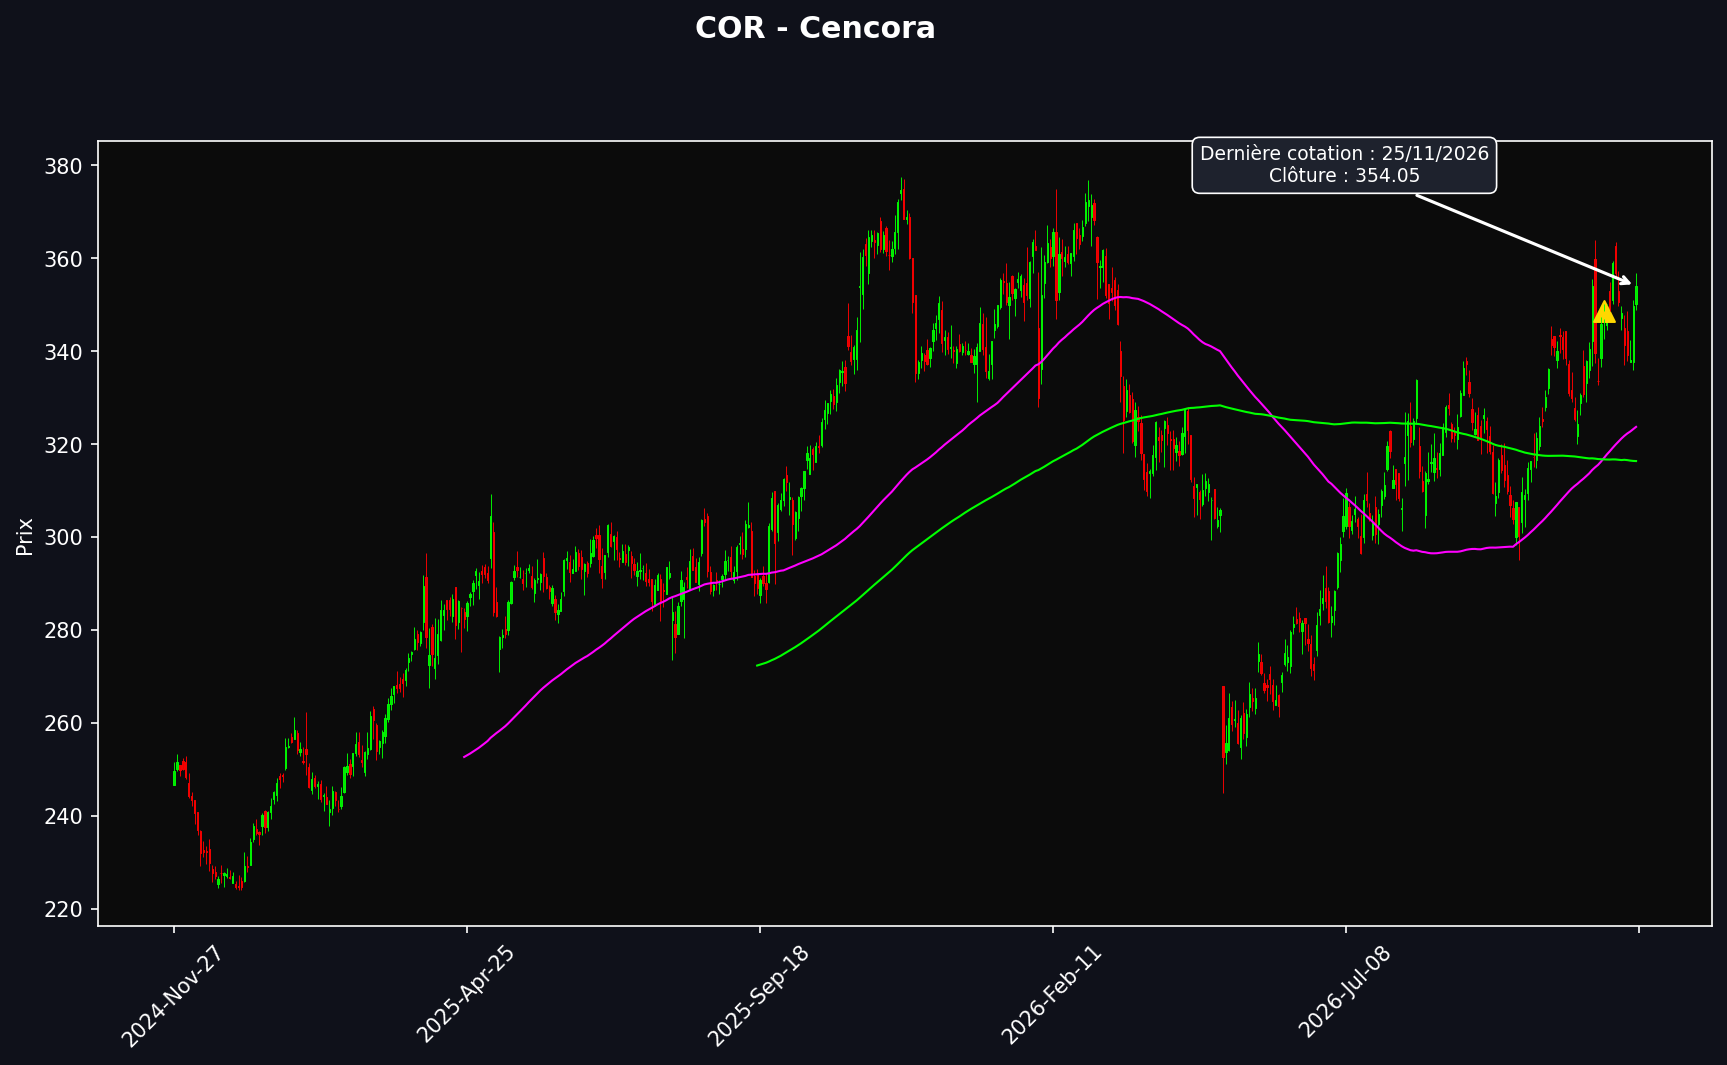 COR - Cencora
Dernière cotation : 25/11/2026
Clôture : 354.05
Prix
380
360
340
320
300
280
260
240
220
2024-Nov-27
2025-Apr-25
2025-Sep-18
2026-Feb-11
2026-Jul-08